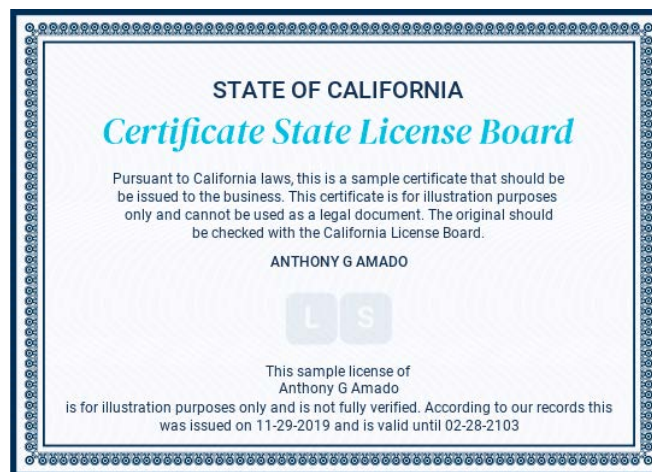 STATE OF CALIFORNIA
Certificate State License Board
Pursuant to California laws, this is a sample certificate that should be
be issued to the business. This certificate is for illustration purposes
only and cannot be used as a legal document. The original should
be checked with the California License Board.
ANTHONY G AMADO
L S
This sample license of
Anthony G Amado
is for illustration purposes only and is not fully verified. According to our records this
was issued on 11-29-2019 and is valid until 02-28-2103